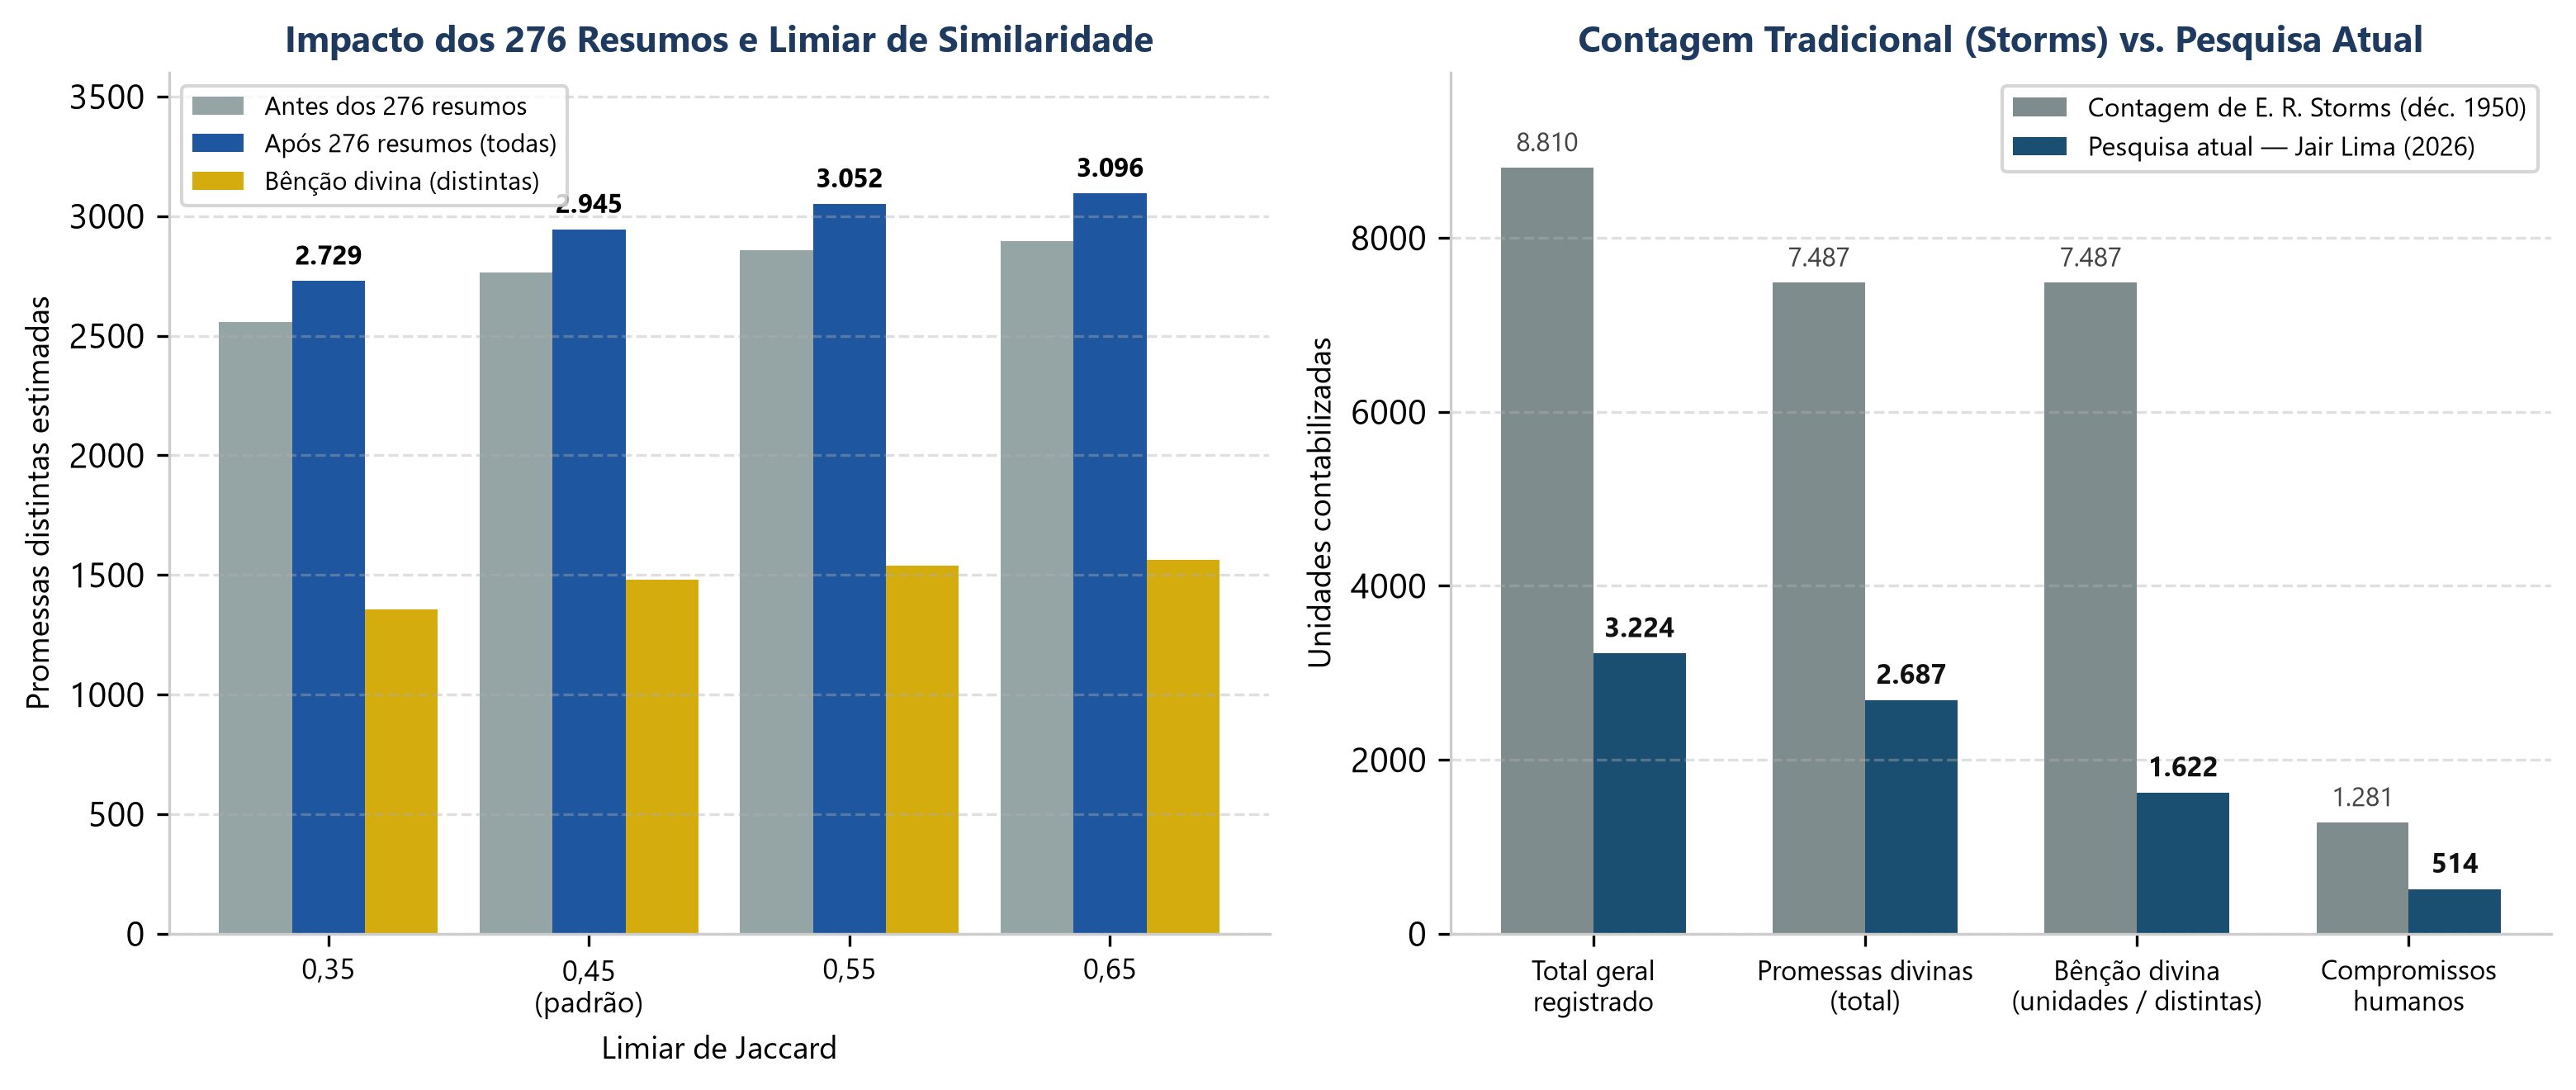 Impacto dos 276 Resumos e Limiar de Similaridade
Antes dos 276 resumos
Após 276 resumos (todas)
Bênção divina (distintas)
Promessas distintas estimadas
3500
3000
2500
2000
1500
1000
500
0
2.729
2.945
3.052
3.096
0,35
0,45
(padrão)
0,55
0,65
Limiar de Jaccard
Contagem Tradicional (Storms) vs. Pesquisa Atual
Contagem de E. R. Storms (déc. 1950)
Pesquisa atual — Jair Lima (2026)
Unidades contabilizadas
8000
6000
4000
2000
0
8.810
3.224
7.487
2.687
7.487
1.622
1.281
514
Total geral
registrado
Promessas divinas
(total)
Bênção divina
(unidades / distintas)
Compromissos
humanos